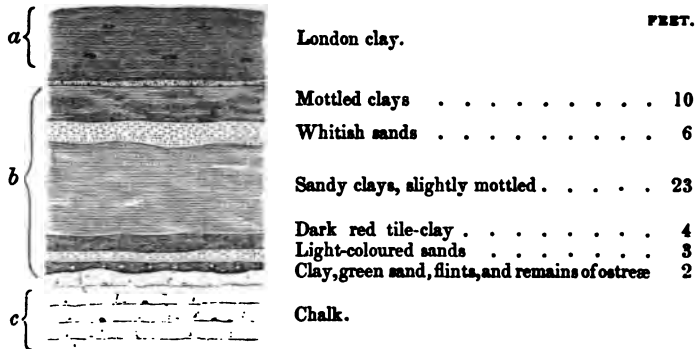 FEET.
a
London clay.
Mottled clays . . . . . . . . . 10
Whitish sands . . . . . . . . . 6
b
Sandy clays, slightly mottled . . . . . 23
Dark red tile-clay . . . . . . . . 4
Light-coloured sands . . . . . . . 3
Clay, green sand, flints, and remains of ostreæ 2
c
Chalk.